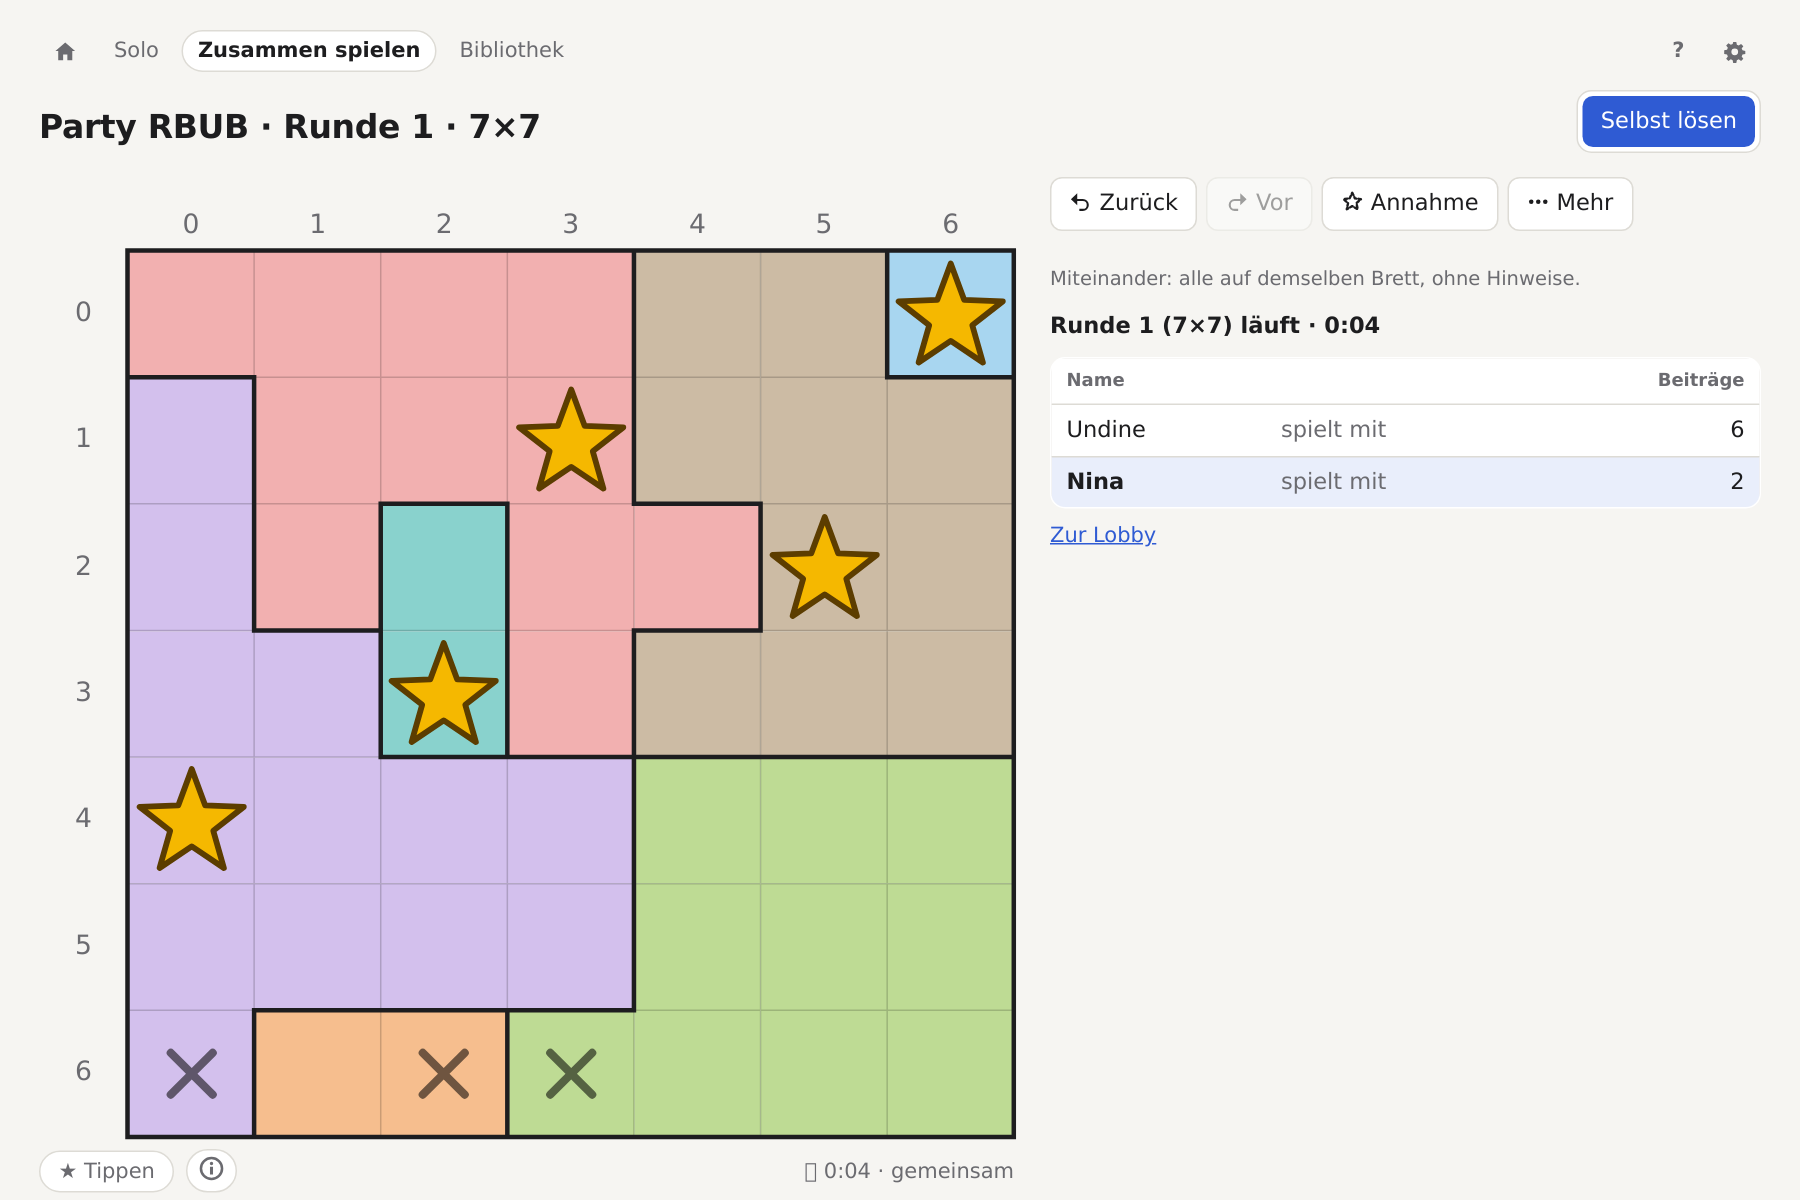 Solo Zusammen spielen Bibliothek ?
Party RBUB · Runde 1 · 7×7
Selbst lösen
Zurück Vor Annahme ··· Mehr
0 1 2 3 4 5 6
0
1
2
3
4
5
6
Miteinander: alle auf demselben Brett, ohne Hinweise.
Runde 1 (7×7) läuft · 0:04
Name Beiträge
Undine spielt mit 6
Nina spielt mit 2
Zur Lobby
★ Tippen
0:04 · gemeinsam